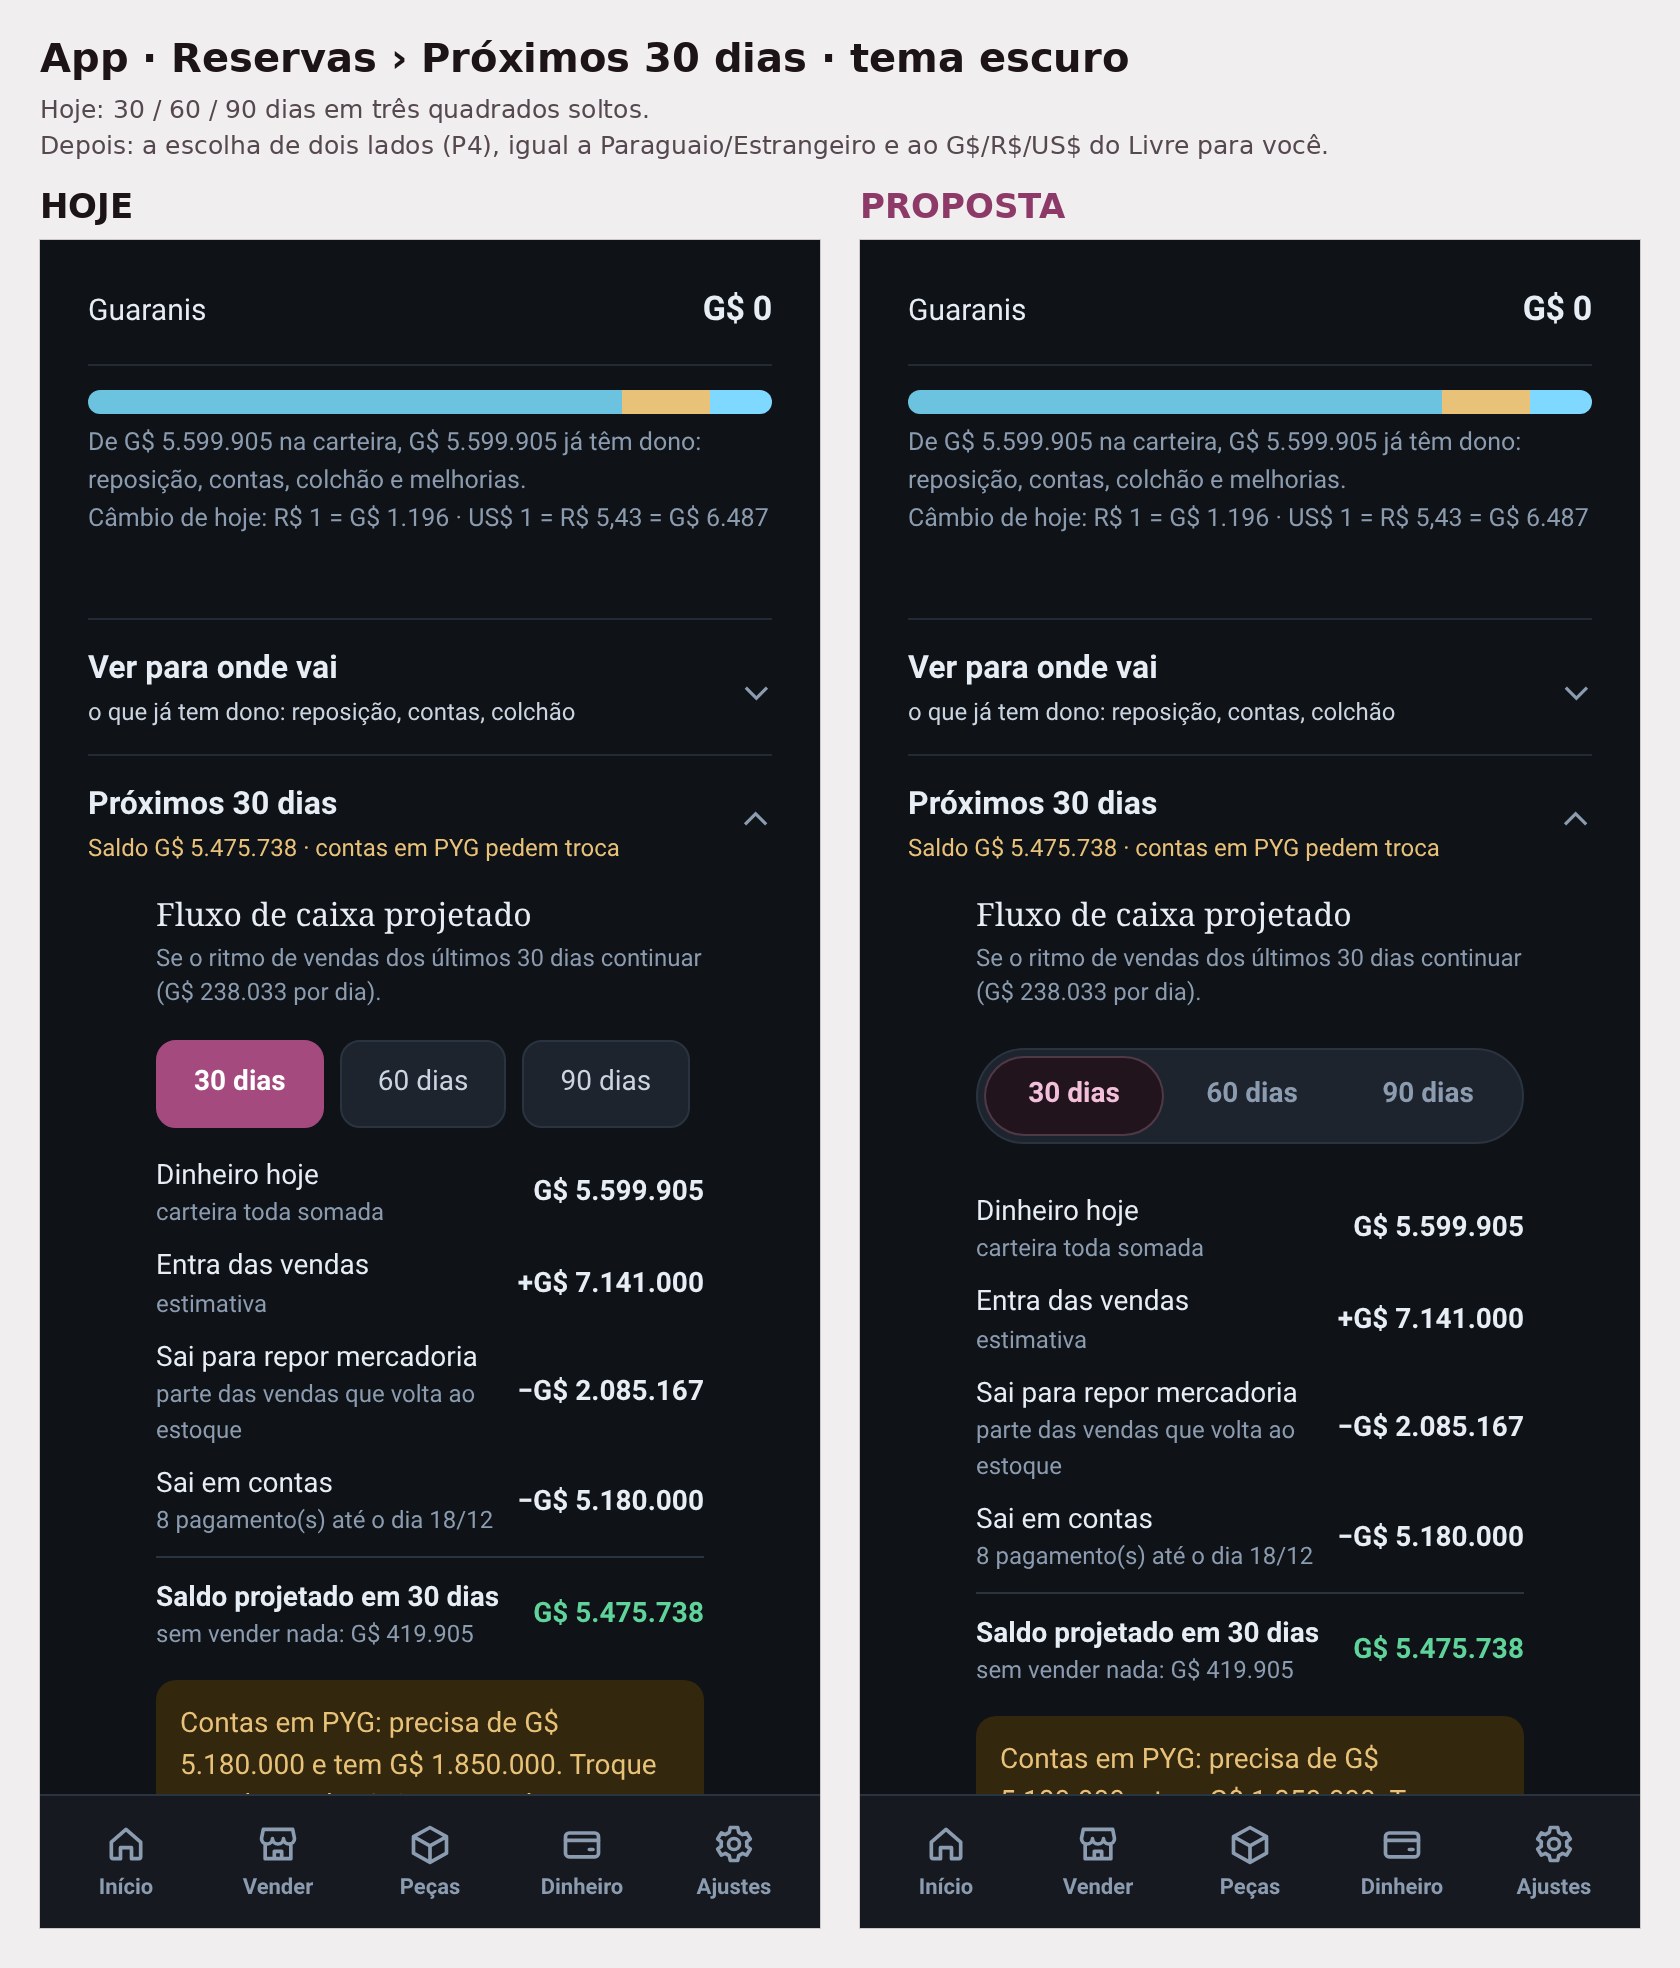 App · Reservas › Próximos 30 dias · tema escuro
Hoje: 30 / 60 / 90 dias em três quadrados soltos.
Depois: a escolha de dois lados (P4), igual a Paraguaio/Estrangeiro e ao G$/R$/US$ do Livre para você.
HOJE
Guaranis G$ 0
De G$ 5.599.905 na carteira, G$ 5.599.905 já têm dono:
reposição, contas, colchão e melhorias.
Câmbio de hoje: R$ 1 = G$ 1.196 · US$ 1 = R$ 5,43 = G$ 6.487
Ver para onde vai
o que já tem dono: reposição, contas, colchão
Próximos 30 dias
Saldo G$ 5.475.738 · contas em PYG pedem troca
Fluxo de caixa projetado
Se o ritmo de vendas dos últimos 30 dias continuar
(G$ 238.033 por dia).
30 dias 60 dias 90 dias
Dinheiro hoje
carteira toda somada
G$ 5.599.905
Entra das vendas
estimativa
+G$ 7.141.000
Sai para repor mercadoria
parte das vendas que volta ao
estoque
−G$ 2.085.167
Sai em contas
8 pagamento(s) até o dia 18/12
−G$ 5.180.000
Saldo projetado em 30 dias
sem vender nada: G$ 419.905
G$ 5.475.738
Contas em PYG: precisa de G$
5.180.000 e tem G$ 1.850.000. Troque
Início Vender Peças Dinheiro Ajustes
PROPOSTA
Guaranis G$ 0
De G$ 5.599.905 na carteira, G$ 5.599.905 já têm dono:
reposição, contas, colchão e melhorias.
Câmbio de hoje: R$ 1 = G$ 1.196 · US$ 1 = R$ 5,43 = G$ 6.487
Ver para onde vai
o que já tem dono: reposição, contas, colchão
Próximos 30 dias
Saldo G$ 5.475.738 · contas em PYG pedem troca
Fluxo de caixa projetado
Se o ritmo de vendas dos últimos 30 dias continuar
(G$ 238.033 por dia).
30 dias 60 dias 90 dias
Dinheiro hoje
carteira toda somada
G$ 5.599.905
Entra das vendas
estimativa
+G$ 7.141.000
Sai para repor mercadoria
parte das vendas que volta ao
estoque
−G$ 2.085.167
Sai em contas
8 pagamento(s) até o dia 18/12
−G$ 5.180.000
Saldo projetado em 30 dias
sem vender nada: G$ 419.905
G$ 5.475.738
Contas em PYG: precisa de G$
Início Vender Peças Dinheiro Ajustes